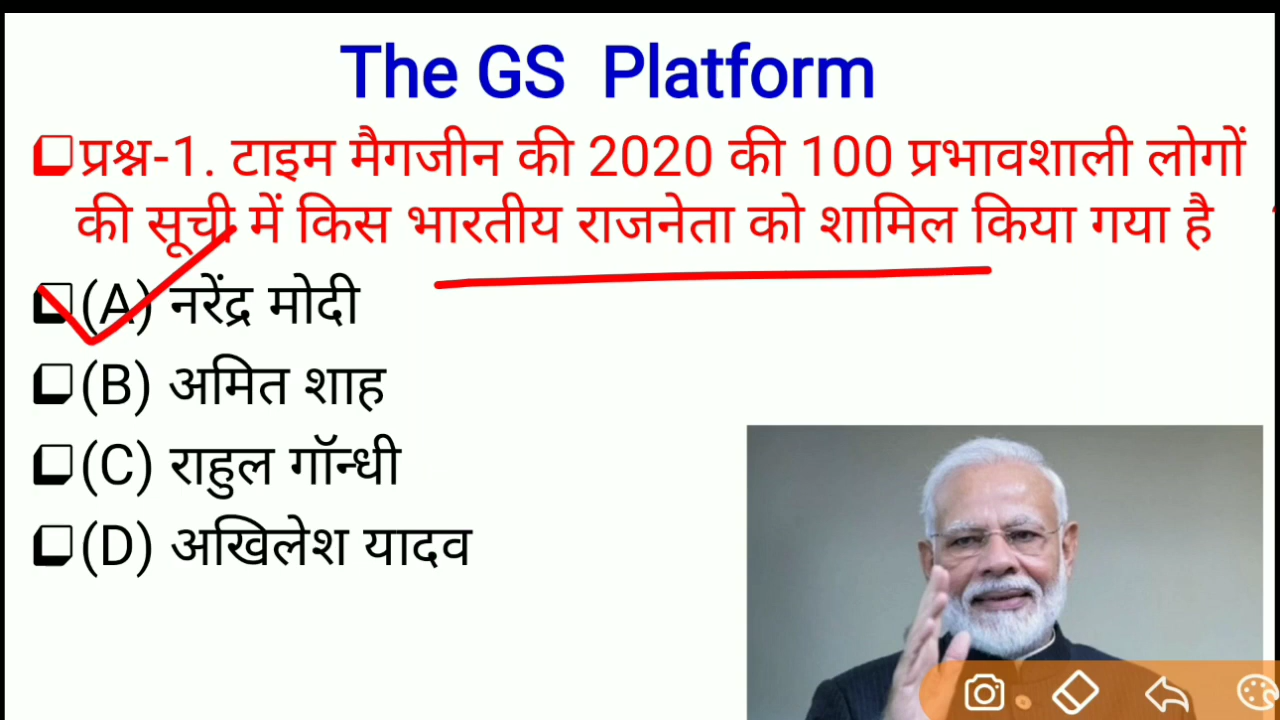 The GS Platform
❑प्रश्न-1. टाइम मैगजीन की 2020 की 100 प्रभावशाली लोगों
की सूची में किस भारतीय राजनेता को शामिल किया गया है
❑(A) नरेंद्र मोदी
❑(B) अमित शाह
❑(C) राहुल गॉन्धी
❑(D) अखिलेश यादव